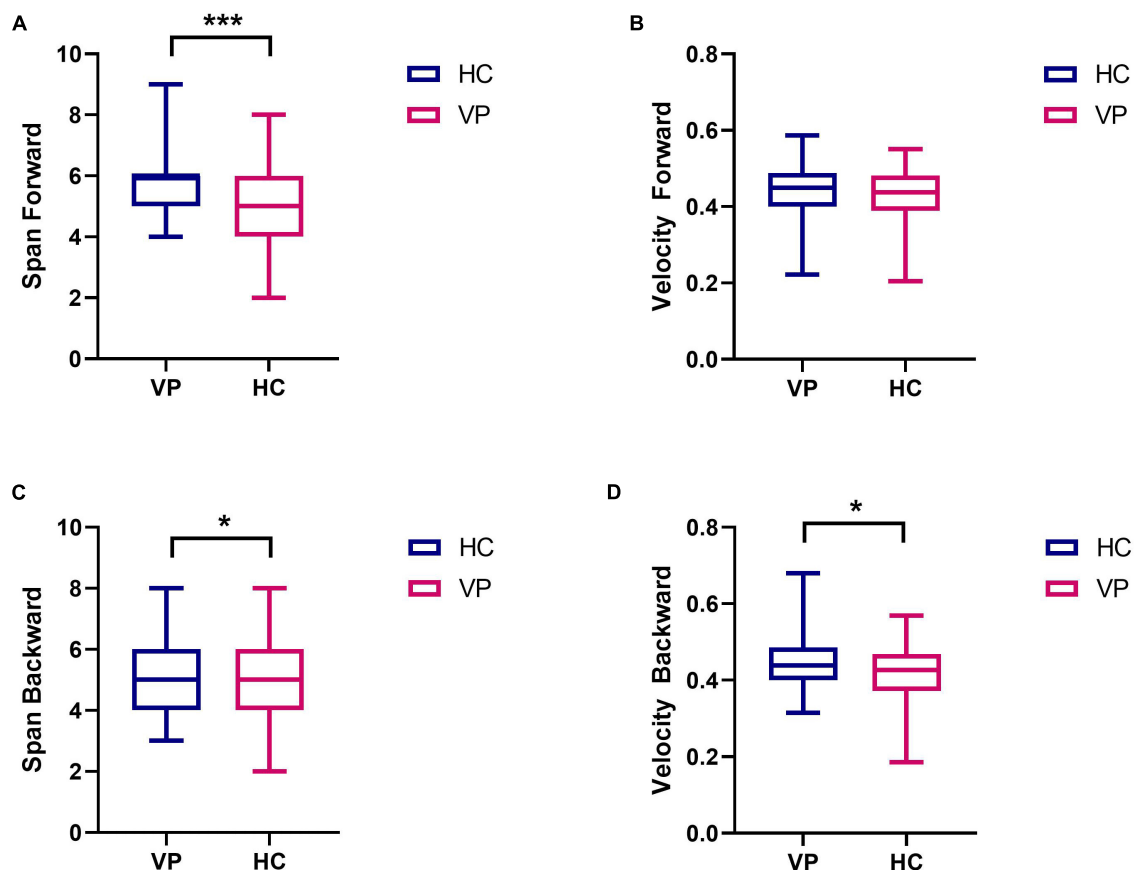 A
***
Span Forward
10
8
6
4
2
0
VP
HC
HC
VP
B
Velocity Forward
0.8
0.6
0.4
0.2
0.0
VP
HC
HC
VP
C
*
Span Backward
10
8
6
4
2
0
VP
HC
HC
VP
D
*
Velocity Backward
0.8
0.6
0.4
0.2
0.0
VP
HC
HC
VP